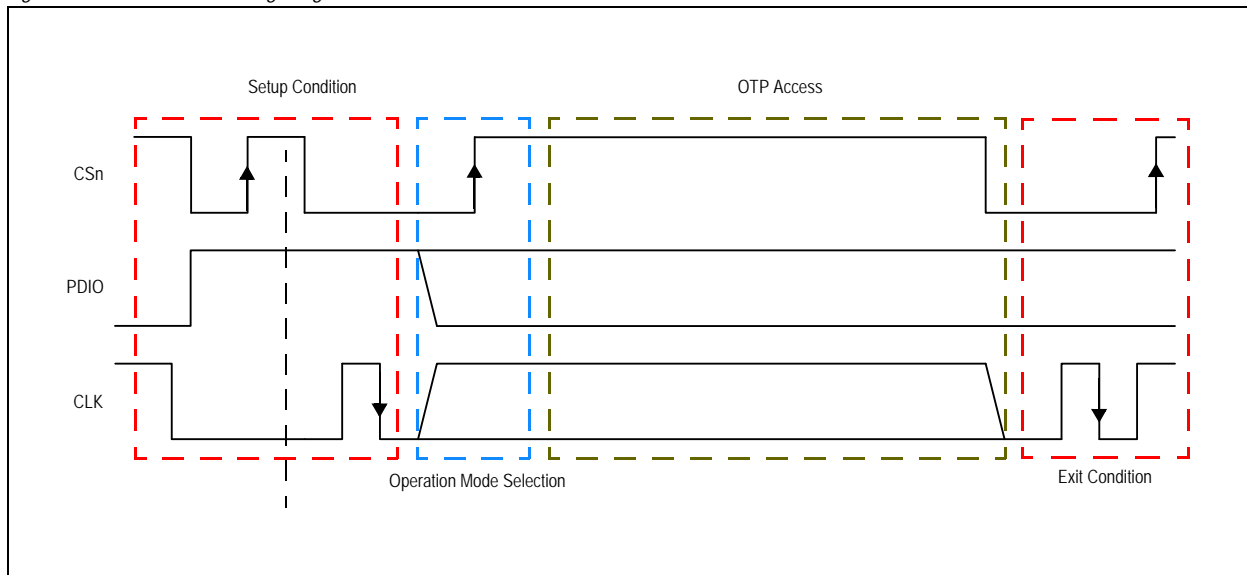 Setup Condition
OTP Access
CSn
PDIO
CLK
Operation Mode Selection
Exit Condition